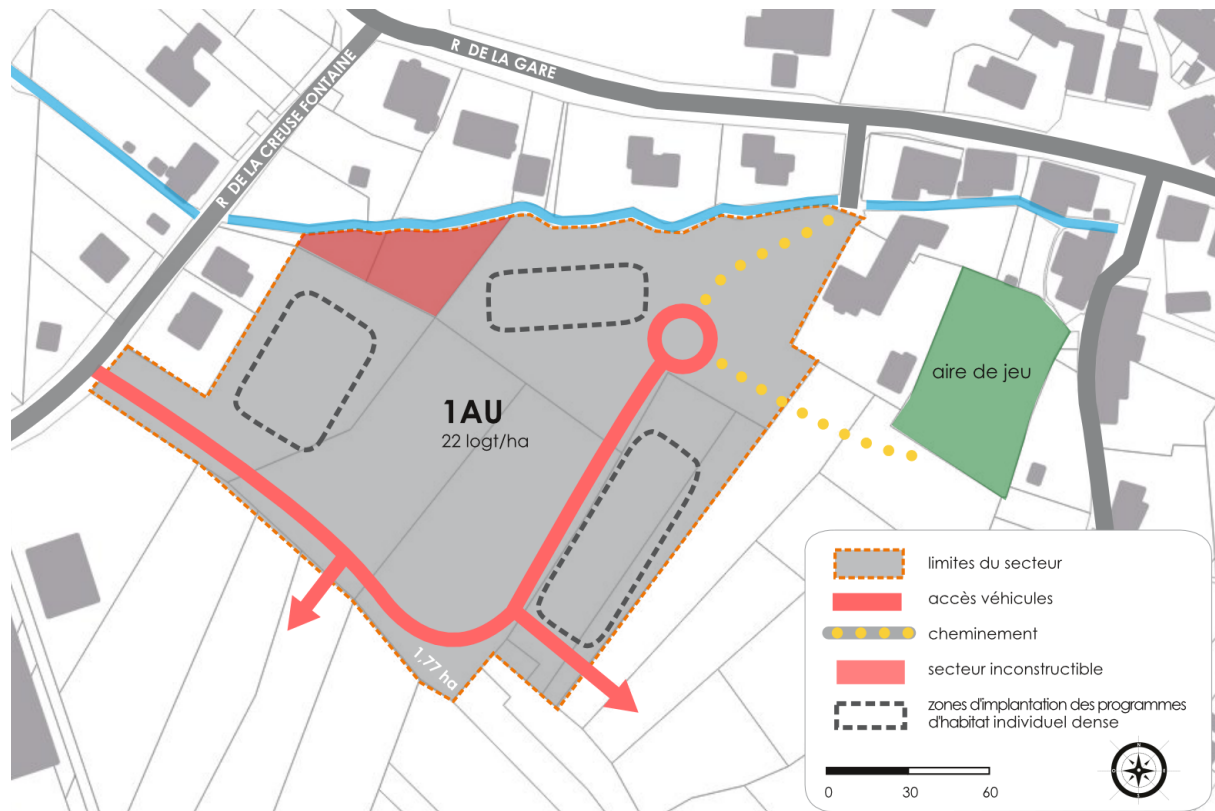 R DE LA GARE
R DE LA CREUSE FONTAINE
1AU
22 logt/ha
aire de jeu
1,77 ha
limites du secteur
accès véhicules
cheminement
secteur inconstructible
zones d'implantation des programmes
d'habitat individuel dense
0 30 60
N
O E
S